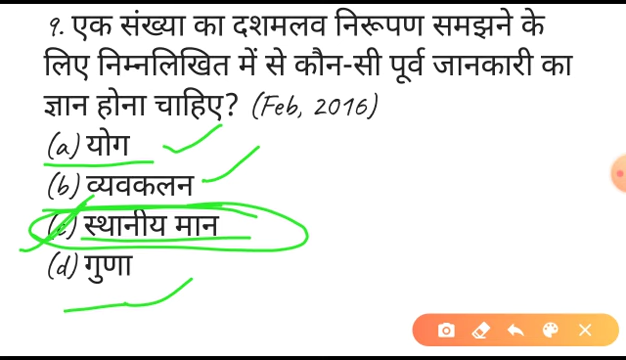 9. एक संख्या का दशमलव निरूपण समझने के
लिए निम्नलिखित में से कौन-सी पूर्व जानकारी का
ज्ञान होना चाहिए? (Feb, 2016)
(a) योग
(b) व्यवकलन
(c) स्थानीय मान
(d) गुणा